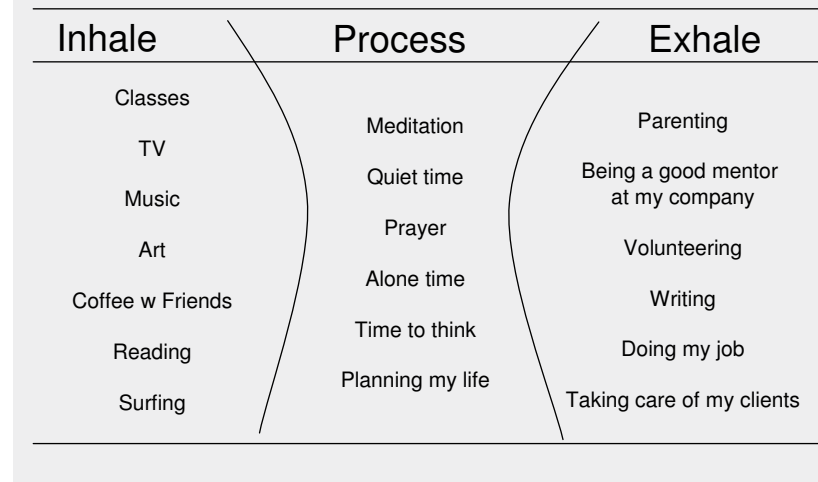 Inhale
Process
Exhale
Classes
TV
Music
Art
Coffee w Friends
Reading
Surfing
Meditation
Quiet time
Prayer
Alone time
Time to think
Planning my life
Parenting
Being a good mentor
at my company
Volunteering
Writing
Doing my job
Taking care of my clients